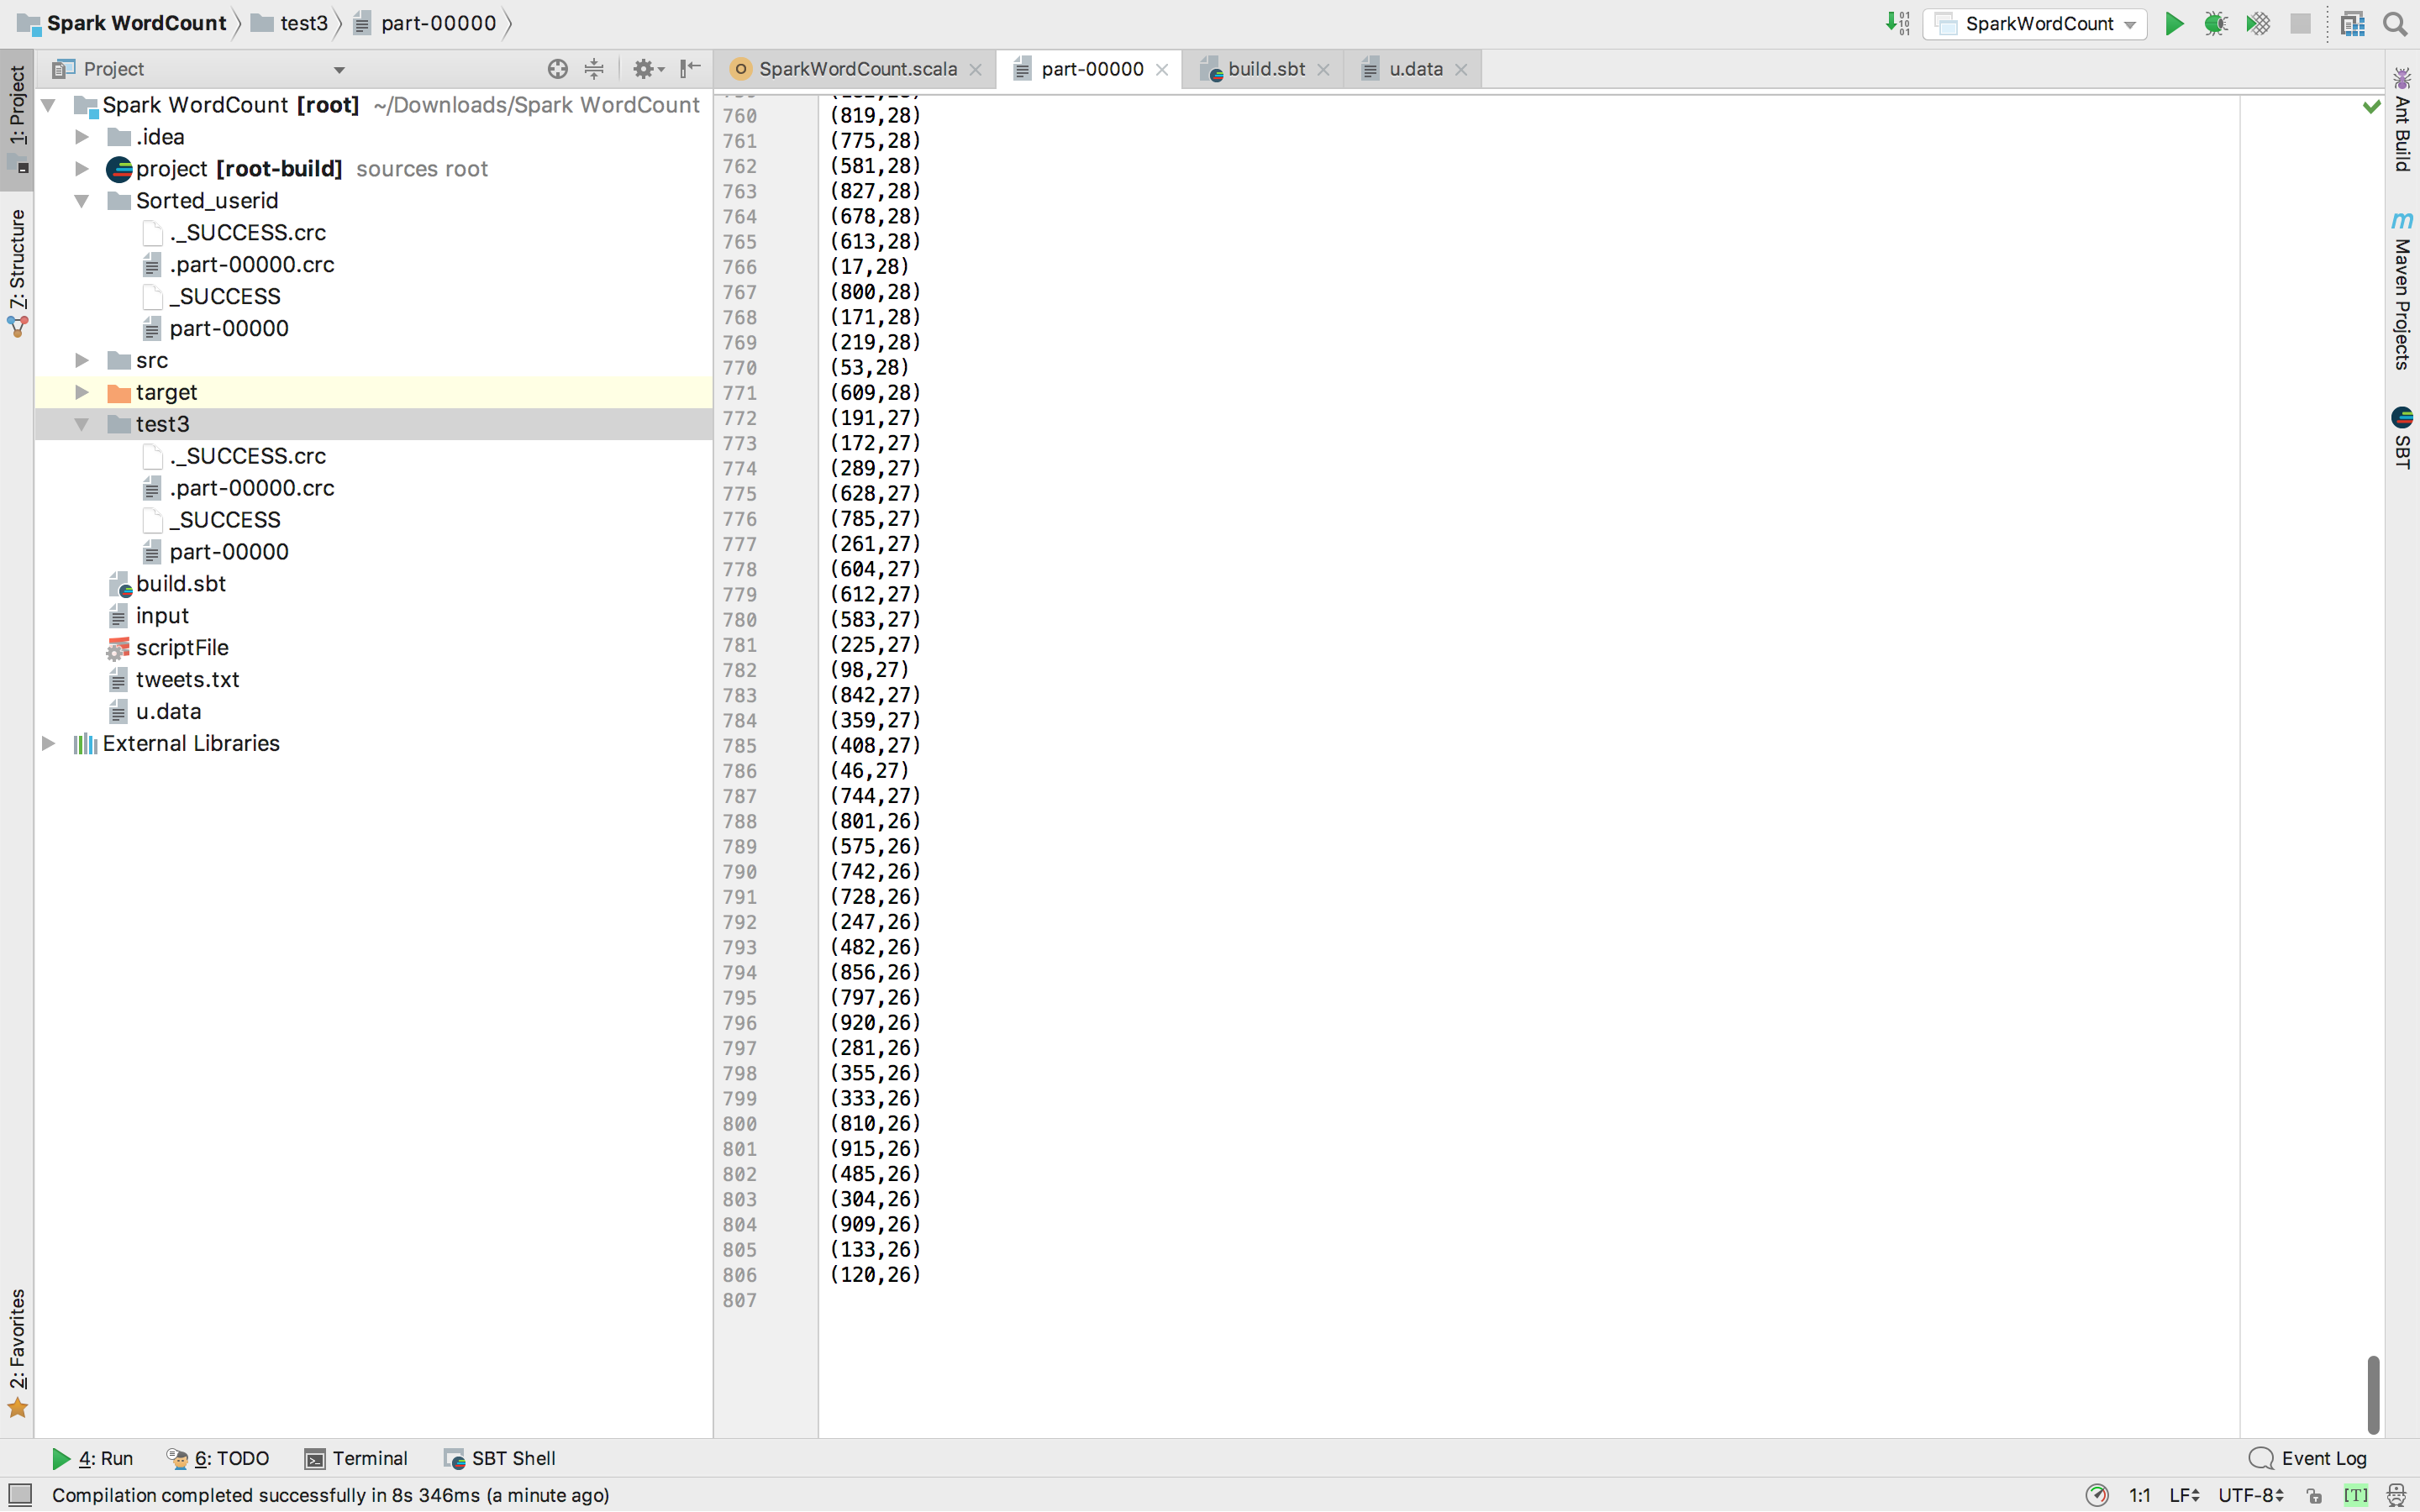 Spark WordCount test3 part-00000
SparkWordCount
Project
SparkWordCount.scala part-00000 build.sbt u.data
1: Project
7: Structure
2: Favorites
Spark WordCount [root] ~/Downloads/Spark WordCount
.idea
project [root-build] sources root
Sorted_userid
._SUCCESS.crc
.part-00000.crc
_SUCCESS
part-00000
src
target
test3
._SUCCESS.crc
.part-00000.crc
_SUCCESS
part-00000
build.sbt
input
scriptFile
tweets.txt
u.data
External Libraries
760 (819,28)
761 (775,28)
762 (581,28)
763 (827,28)
764 (678,28)
765 (613,28)
766 (17,28)
767 (800,28)
768 (171,28)
769 (219,28)
770 (53,28)
771 (609,28)
772 (191,27)
773 (172,27)
774 (289,27)
775 (628,27)
776 (785,27)
777 (261,27)
778 (604,27)
779 (612,27)
780 (583,27)
781 (225,27)
782 (98,27)
783 (842,27)
784 (359,27)
785 (408,27)
786 (46,27)
787 (744,27)
788 (801,26)
789 (575,26)
790 (742,26)
791 (728,26)
792 (247,26)
793 (482,26)
794 (856,26)
795 (797,26)
796 (920,26)
797 (281,26)
798 (355,26)
799 (333,26)
800 (810,26)
801 (915,26)
802 (485,26)
803 (304,26)
804 (909,26)
805 (133,26)
806 (120,26)
807
Ant Build
Maven Projects
SBT
4: Run 6: TODO Terminal SBT Shell Event Log
Compilation completed successfully in 8s 346ms (a minute ago) 1:1 LF UTF-8 [T]